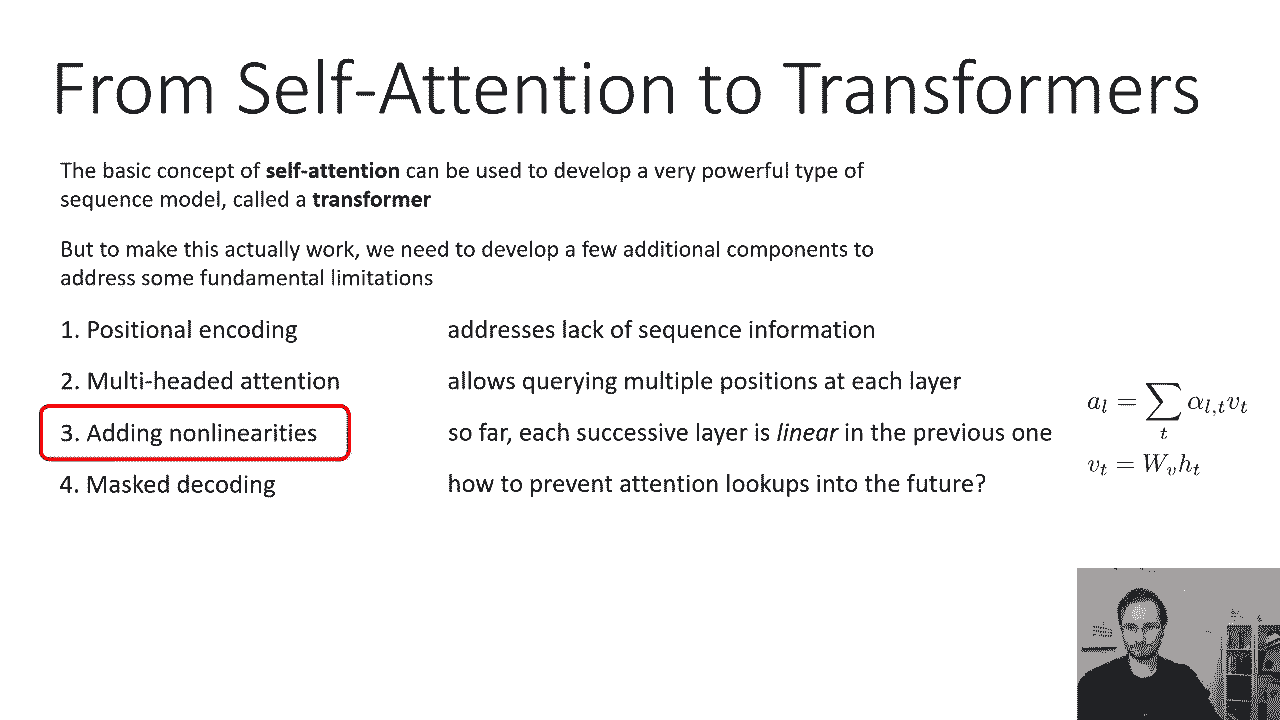 From Self-Attention to Transformers
The basic concept of self-attention can be used to develop a very powerful type of
sequence model, called a transformer
But to make this actually work, we need to develop a few additional components to
address some fundamental limitations
1. Positional encoding addresses lack of sequence information
2. Multi-headed attention allows querying multiple positions at each layer
3. Adding nonlinearities so far, each successive layer is linear in the previous one
4. Masked decoding how to prevent attention lookups into the future?
a_l = ∑_t α_{l,t} v_t
v_t = W_v h_t